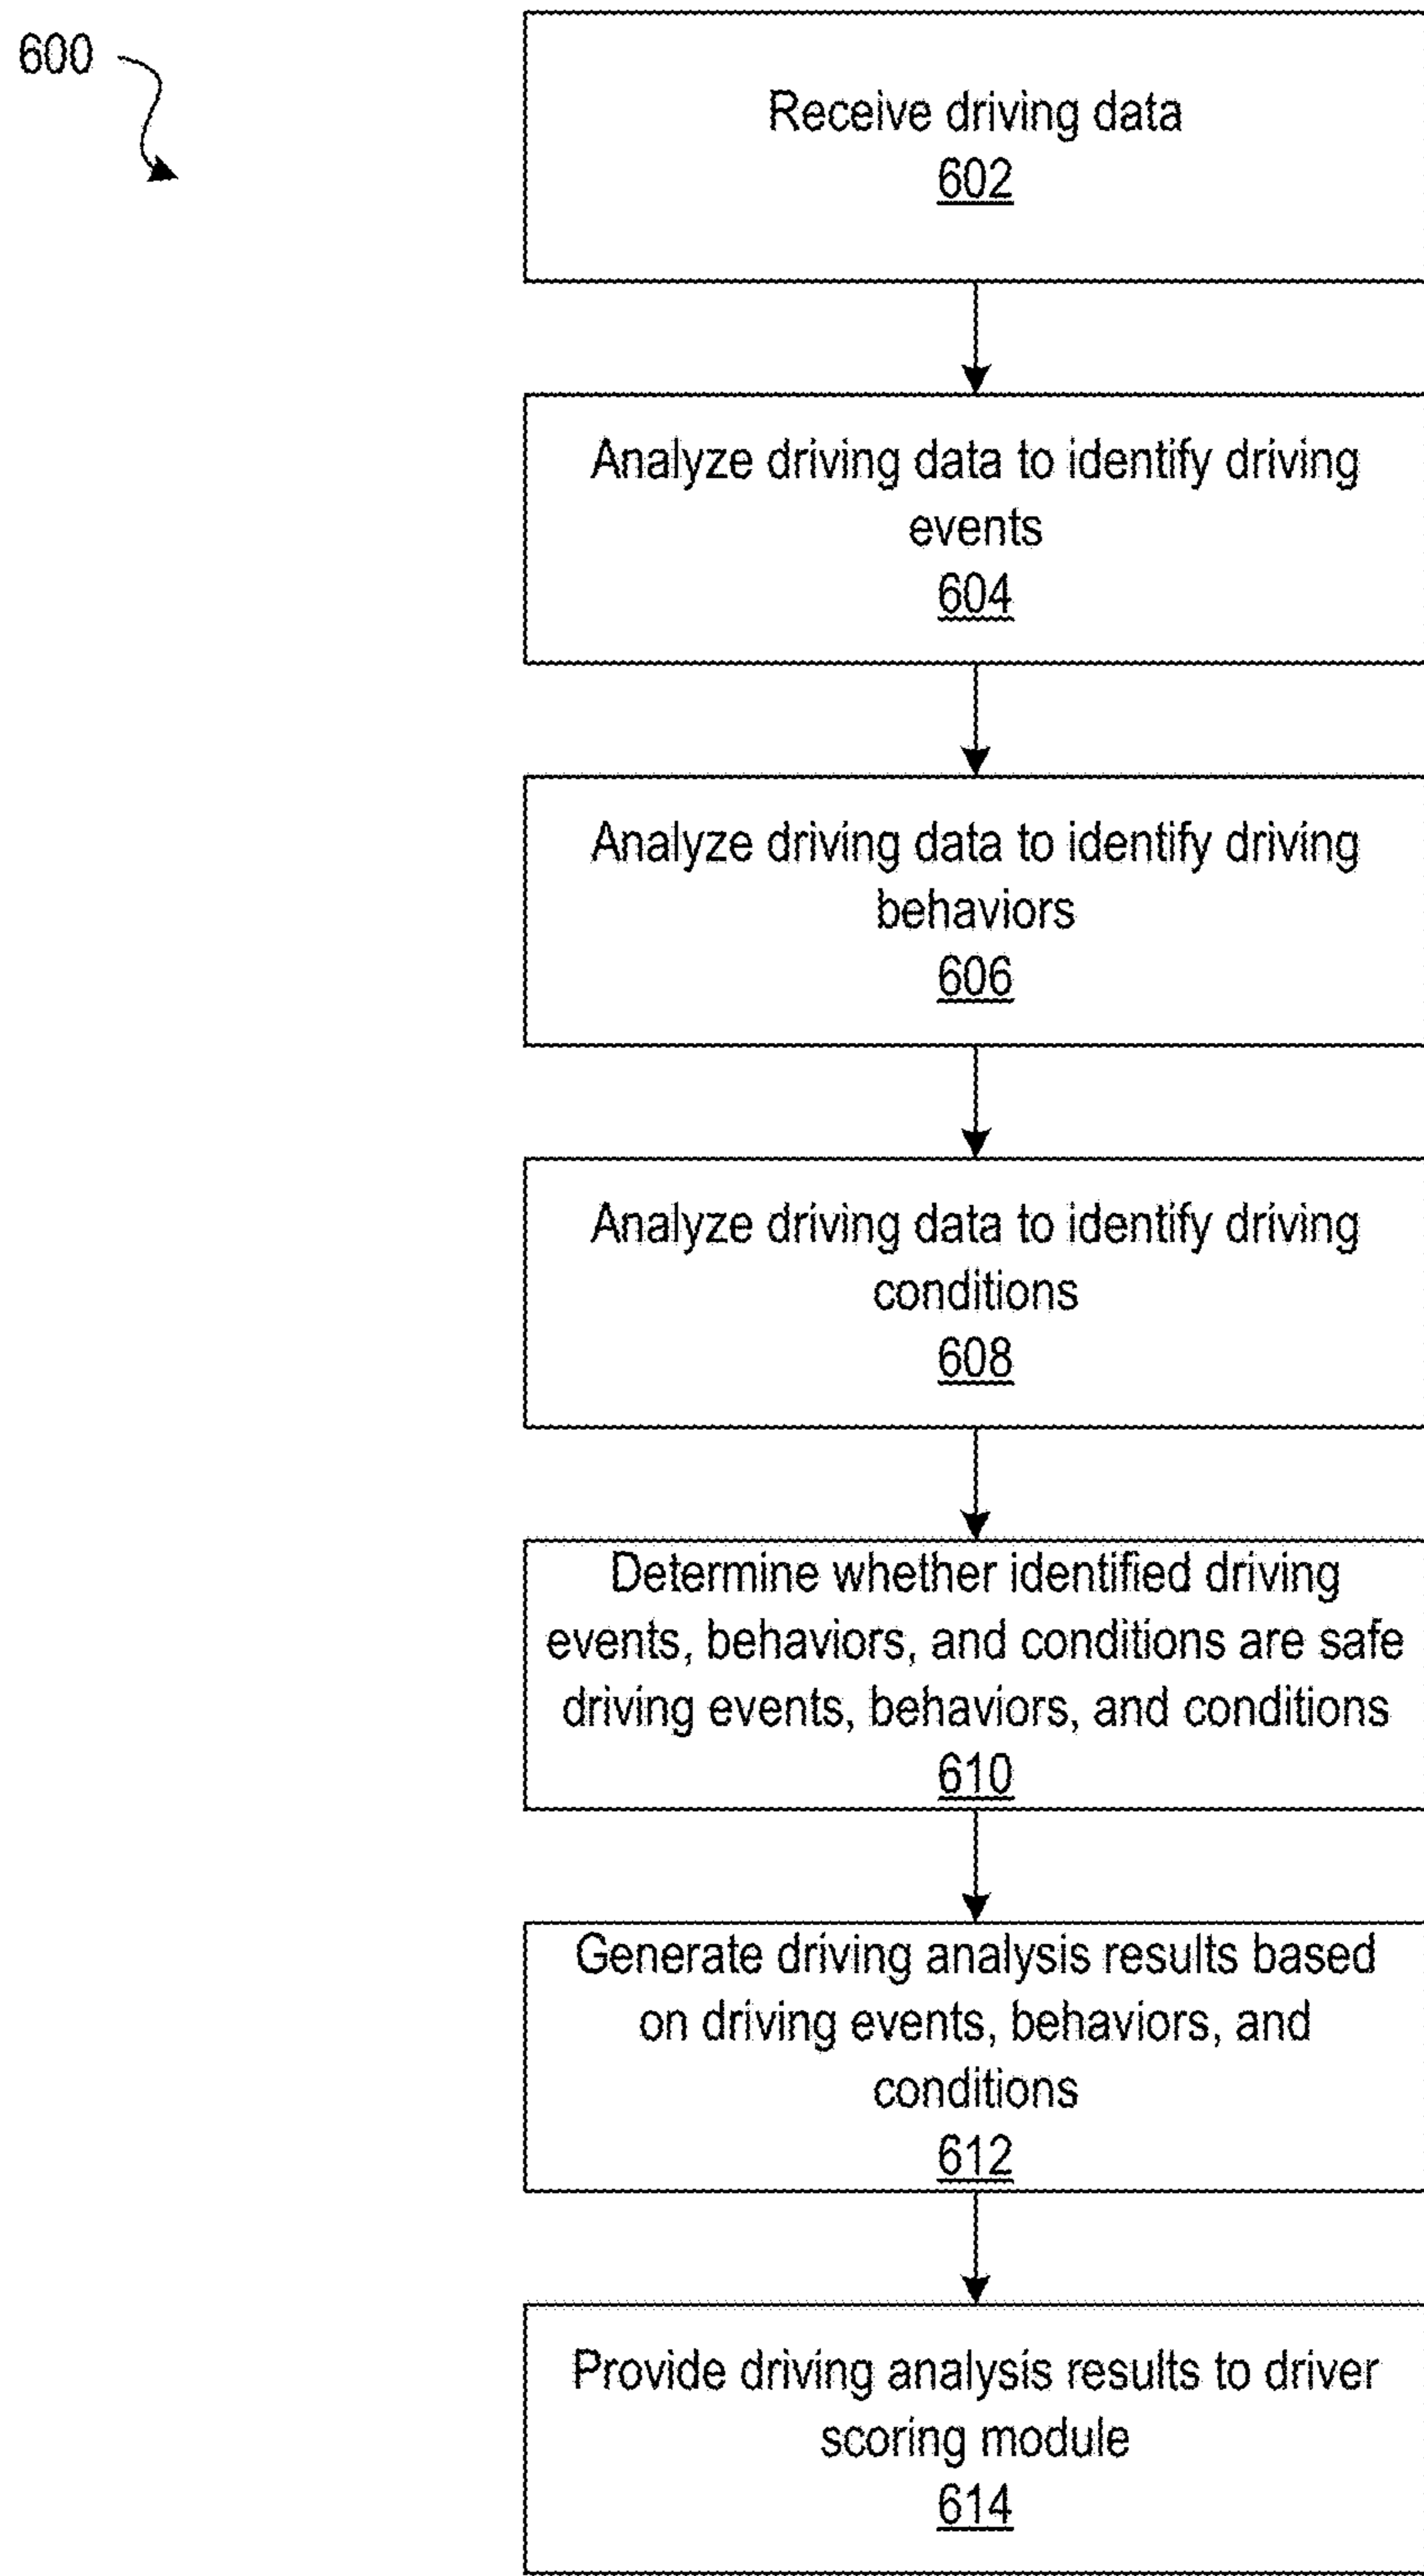 600
Receive driving data
602
Analyze driving data to identify driving
events
604
Analyze driving data to identify driving
behaviors
606
Analyze driving data to identify driving
conditions
608
Determine whether identified driving
events, behaviors, and conditions are safe
driving events, behaviors, and conditions
610
Generate driving analysis results based
on driving events, behaviors, and
conditions
612
Provide driving analysis results to driver
scoring module
614